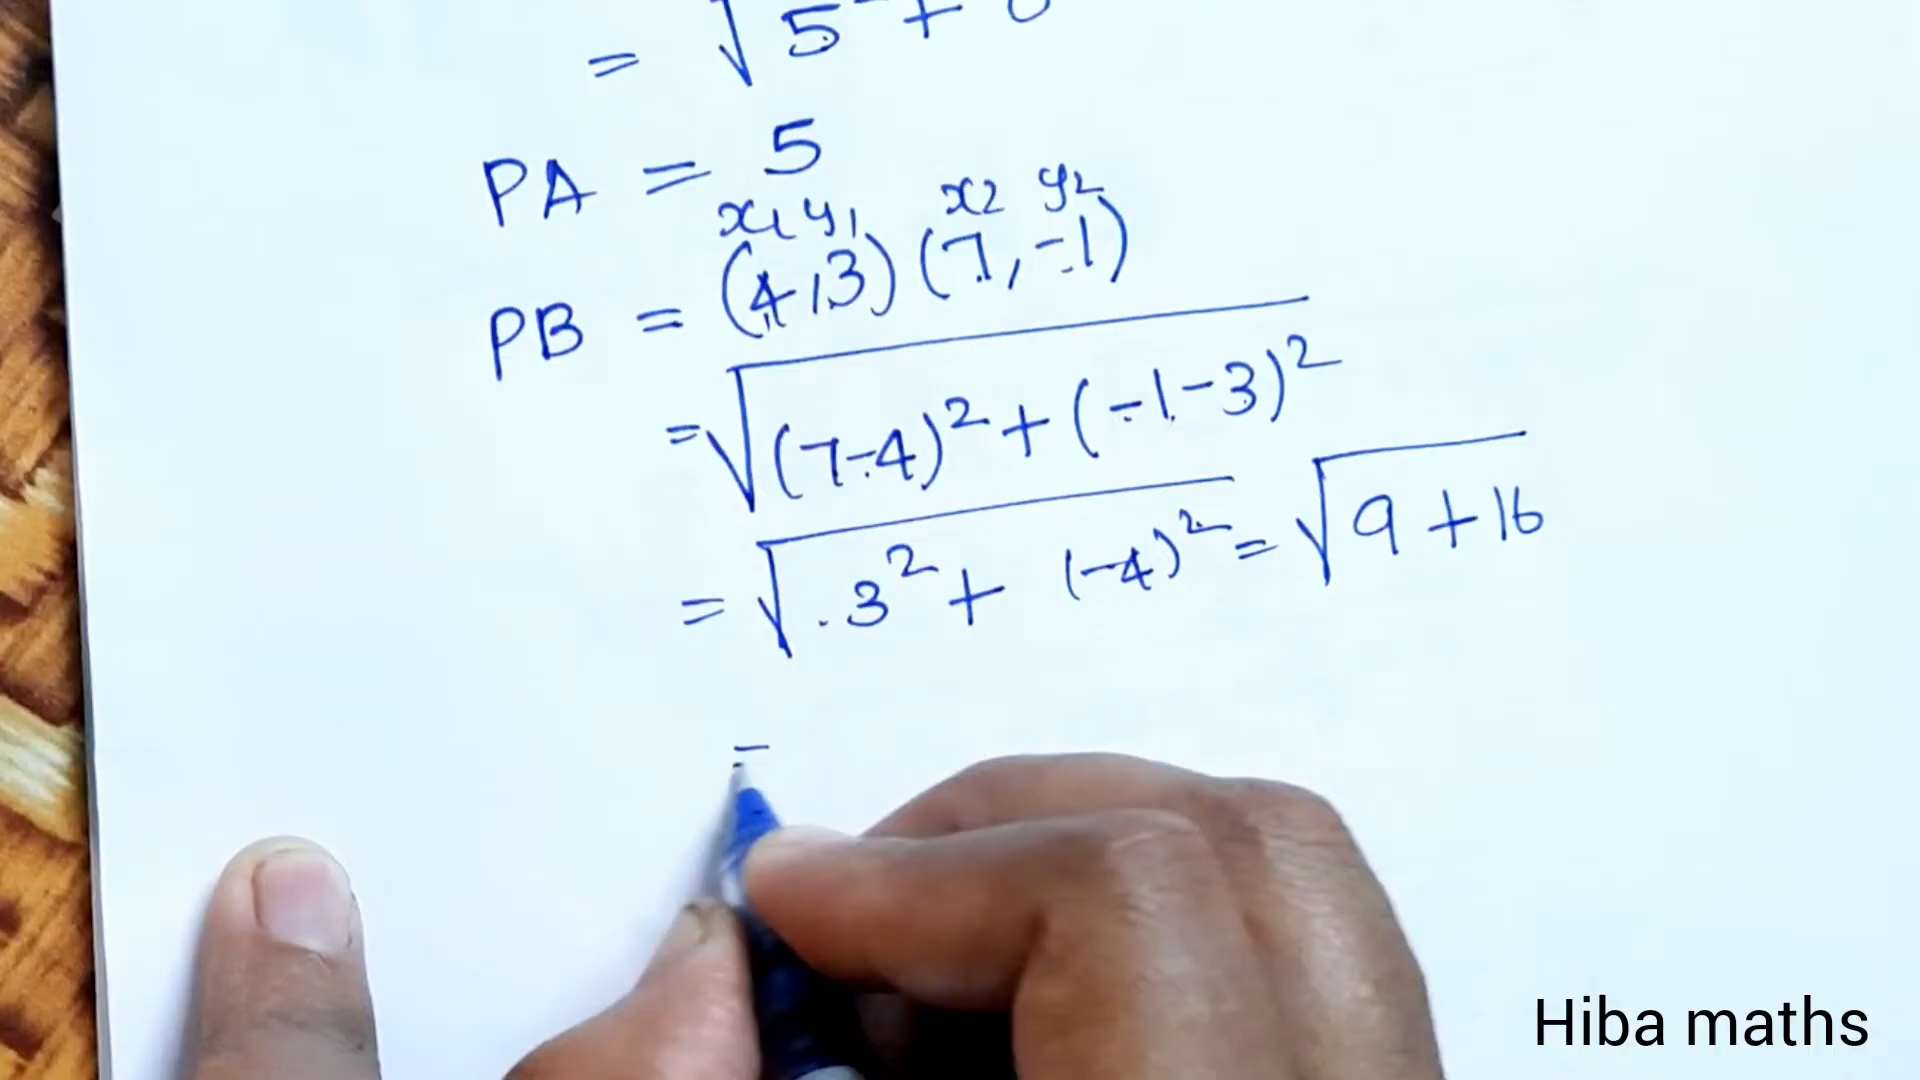 = √5² + 0
PA = 5
x1 y1 x2 y2
PB = (4,3) (7,-1)
= √(7-4)² + (-1-3)²
= √3² + (-4)² = √9+16
=
Hiba maths